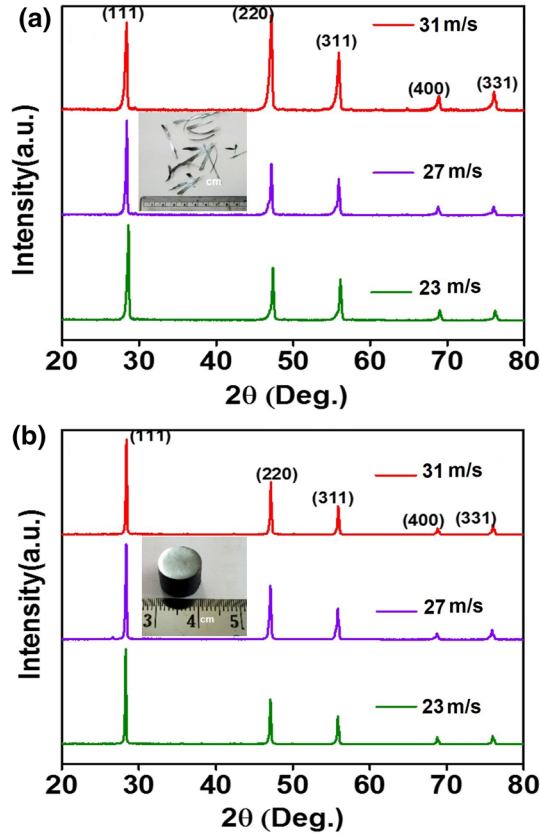 (a)
(111)
(220)
31 m/s
(311)
(400)
(331)
27 m/s
cm
23 m/s
Intensity(a.u.)
20 30 40 50 60 70 80
2θ (Deg.)
(b)
(111)
31 m/s
(220)
(311)
(400)
(331)
27 m/s
3 4 cm 5
23 m/s
Intensity(a.u.)
20 30 40 50 60 70 80
2θ (Deg.)